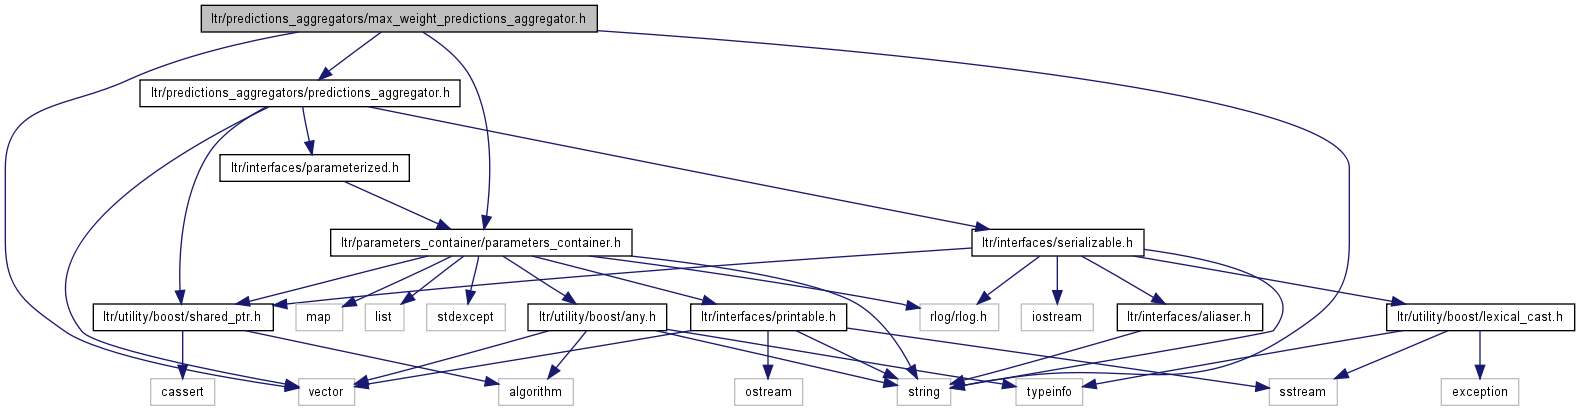 ltr/predictions_aggregators/max_weight_predictions_aggregator.h
ltr/predictions_aggregators/predictions_aggregator.h
ltr/interfaces/parameterized.h
ltr/parameters_container/parameters_container.h
ltr/interfaces/serializable.h
ltr/utility/boost/shared_ptr.h
map
list
stdexcept
ltr/utility/boost/any.h
ltr/interfaces/printable.h
rlog/rlog.h
iostream
ltr/interfaces/aliaser.h
ltr/utility/boost/lexical_cast.h
cassert
vector
algorithm
ostream
string
typeinfo
sstream
exception